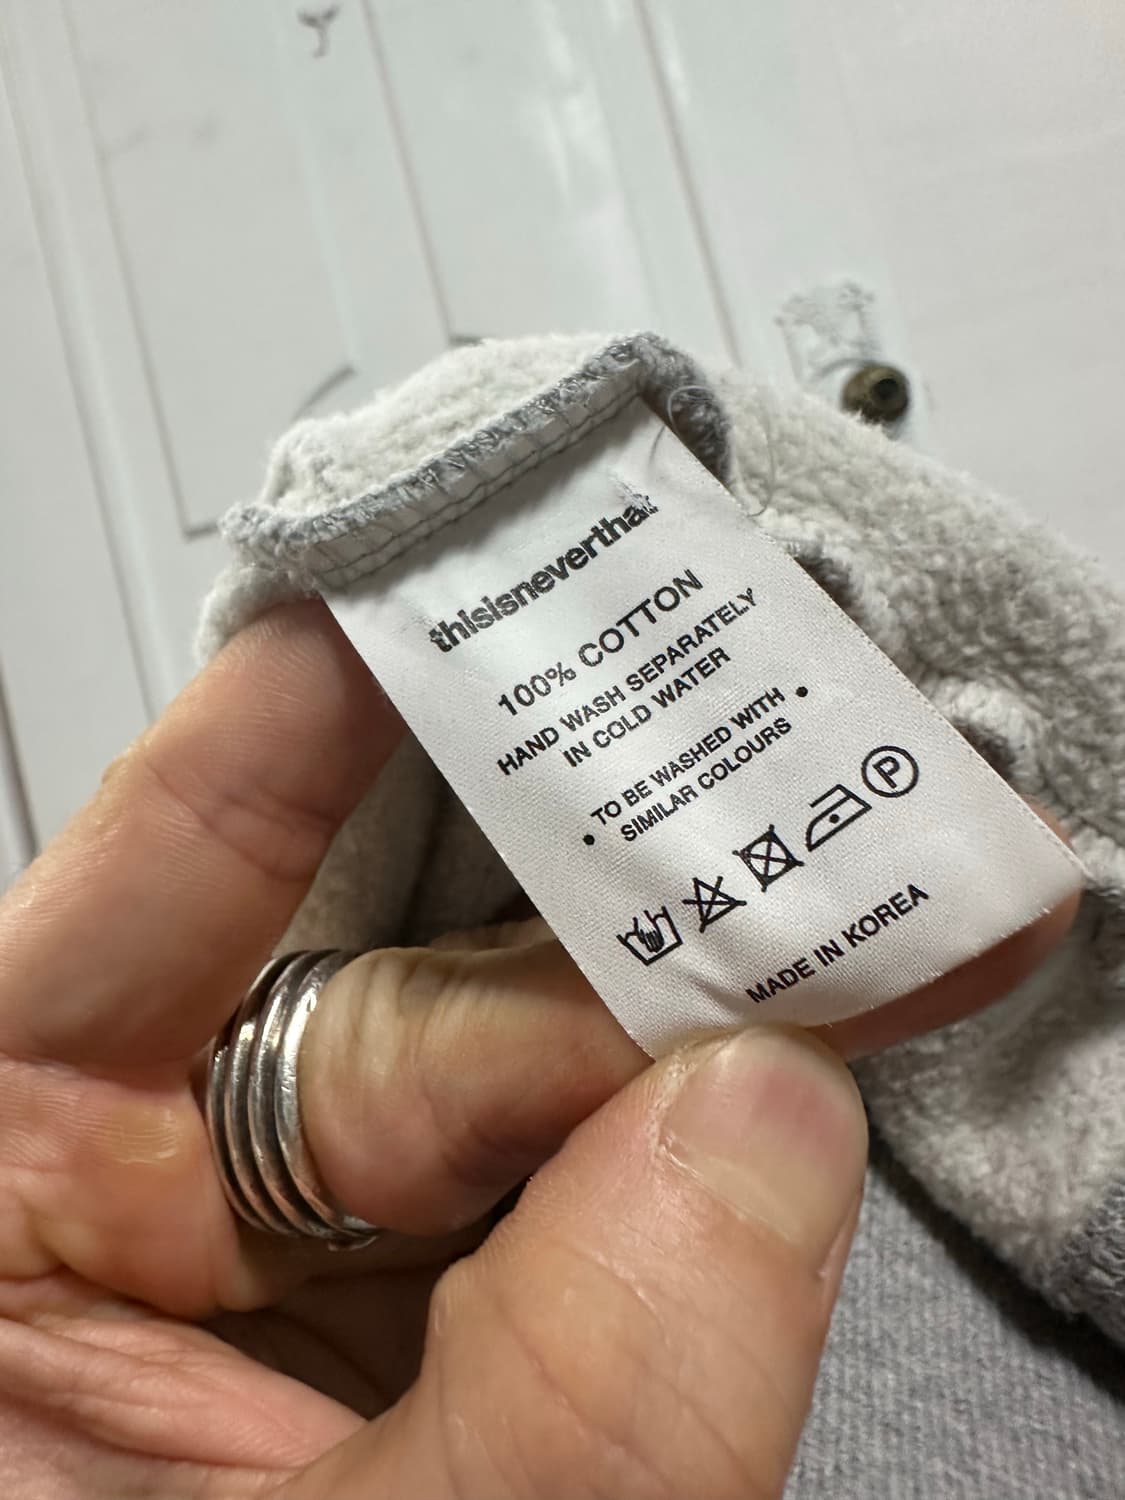 thisisneverthat
100% COTTON
HAND WASH SEPARATELY
IN COLD WATER
• TO BE WASHED WITH •
SIMILAR COLOURS
P
MADE IN KOREA